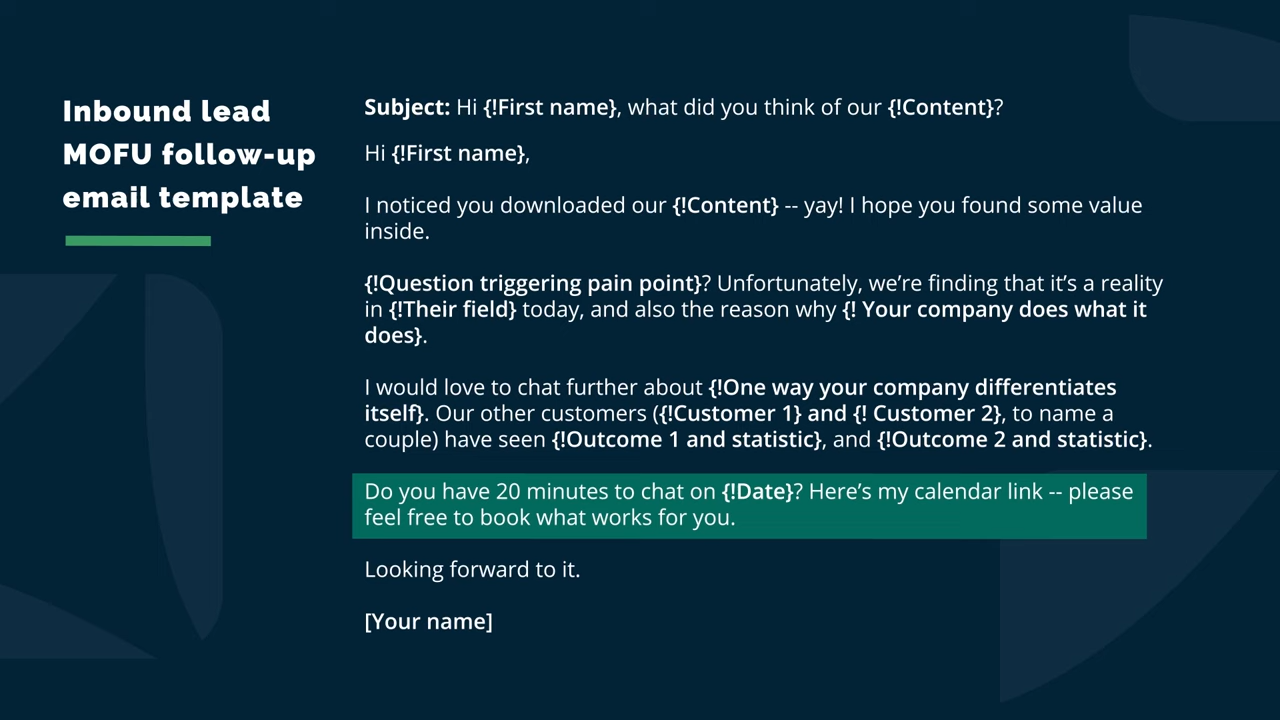 Inbound lead
MOFU follow-up
email template
Subject: Hi {!First name}, what did you think of our {!Content}?
Hi {!First name},
I noticed you downloaded our {!Content} -- yay! I hope you found some value
inside.
{!Question triggering pain point}? Unfortunately, we’re finding that it’s a reality
in {!Their field} today, and also the reason why {! Your company does what it
does}.
I would love to chat further about {!One way your company differentiates
itself}. Our other customers ({!Customer 1} and {! Customer 2}, to name a
couple) have seen {!Outcome 1 and statistic}, and {!Outcome 2 and statistic}.
Do you have 20 minutes to chat on {!Date}? Here’s my calendar link -- please
feel free to book what works for you.
Looking forward to it.
[Your name]